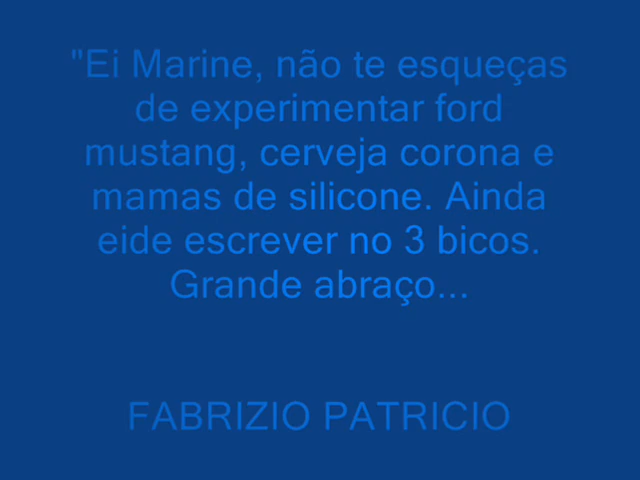 "Ei Marine, não te esqueças
de experimentar ford
mustang, cerveja corona e
mamas de silicone. Ainda
eide escrever no 3 bicos.
Grande abraço...
FABRIZIO PATRICIO